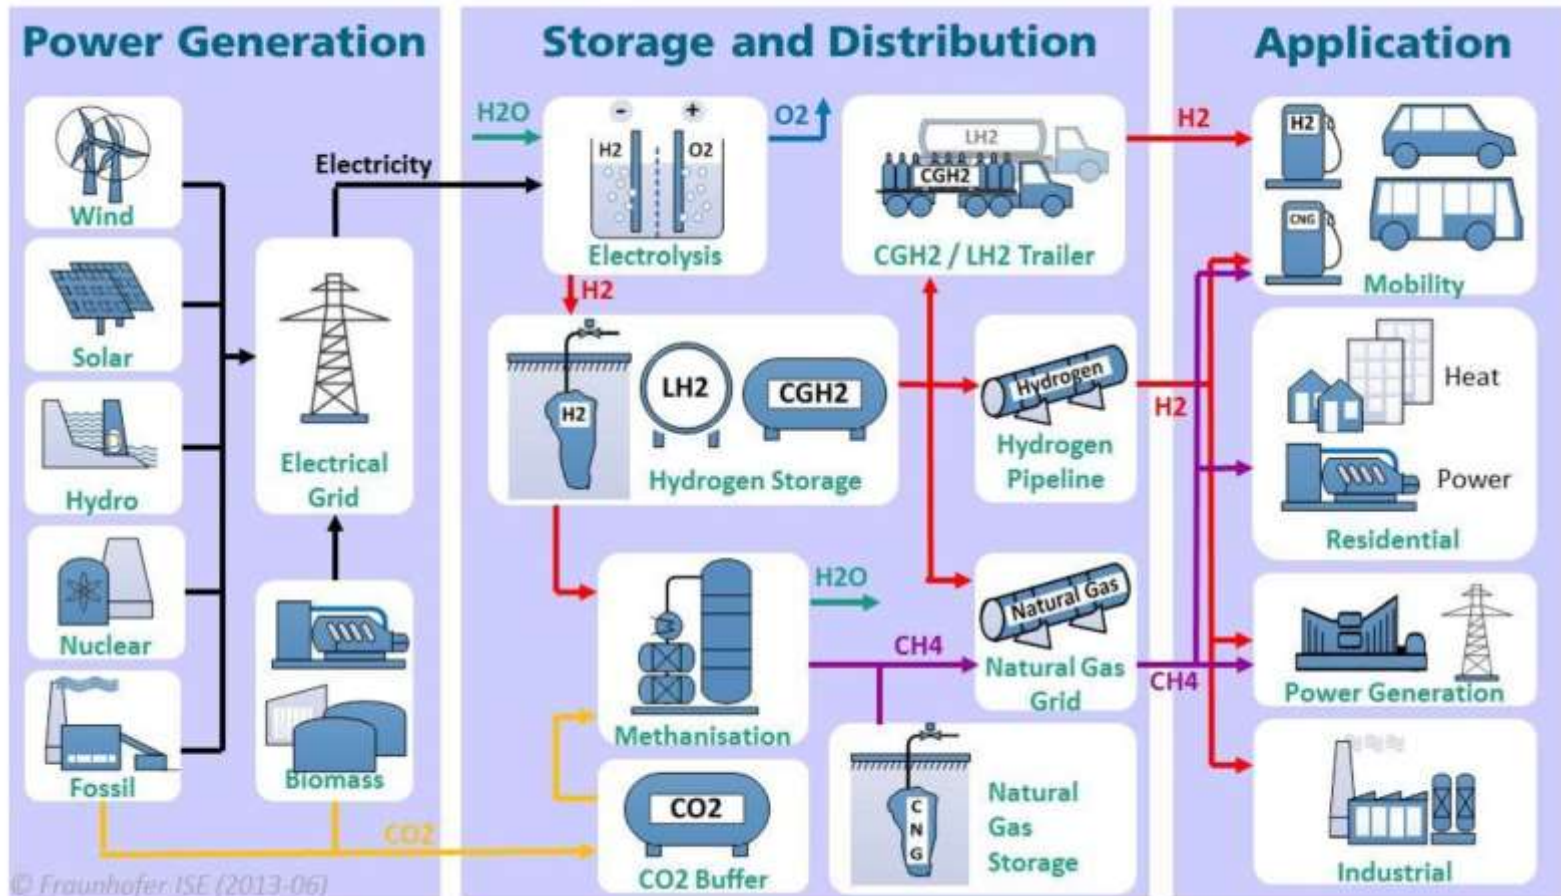 Power Generation
Storage and Distribution
Application
Wind
Solar
Hydro
Nuclear
Fossil
Electricity
Electrical
Grid
Biomass
CO2
© Fraunhofer ISE (2013-06)
H2O
-
+
H2
O2
Electrolysis
O2
H2
LH2
CGH2
CGH2 / LH2 Trailer
H2
LH2
CGH2
Hydrogen Storage
Hydrogen
Hydrogen
Pipeline
H2O
Methanisation
CH4
Natural Gas
Natural Gas
Grid
CO2
CO2 Buffer
C
N
G
Natural
Gas
Storage
H2
H2
CH4
H2
CNG
Mobility
Heat
Power
Residential
Power Generation
Industrial